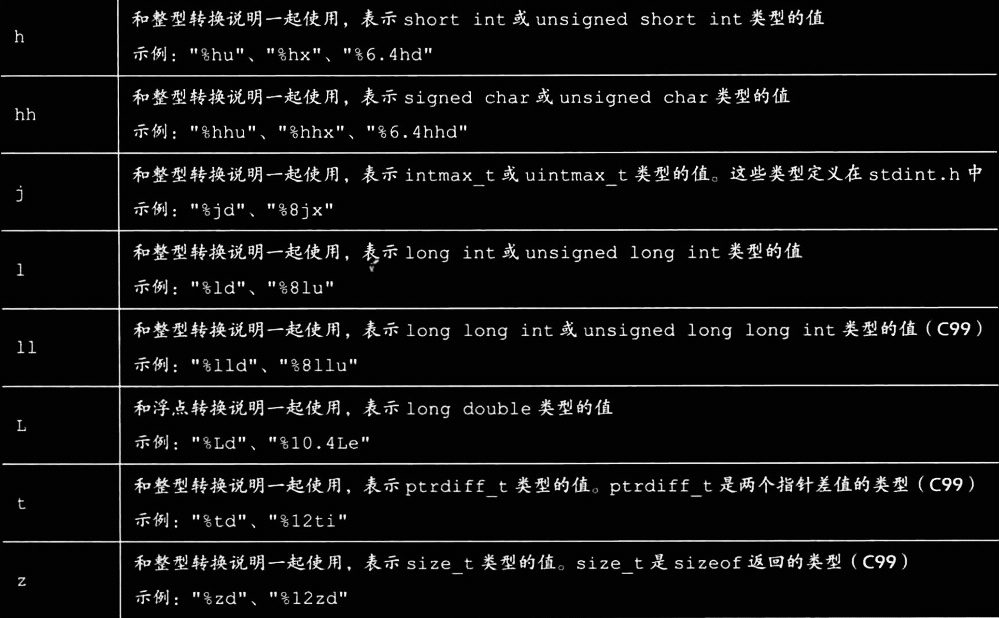 h
和整型转换说明一起使用，表示 short int 或 unsigned short int 类型的值
示例："%hu"、"%hx"、"%6.4hd"
hh
和整型转换说明一起使用，表示 signed char 或 unsigned char 类型的值
示例："%hhu"、"%hhx"、"%6.4hhd"
j
和整型转换说明一起使用，表示 intmax_t 或 uintmax_t 类型的值。这些类型定义在 stdint.h 中
示例："%jd"、"%8jx"
l
和整型转换说明一起使用，表示 long int 或 unsigned long int 类型的值
示例："%ld"、"%8lu"
ll
和整型转换说明一起使用，表示 long long int 或 unsigned long long int 类型的值（C99）
示例："%lld"、"%8llu"
L
和浮点转换说明一起使用，表示 long double 类型的值
示例："%Ld"、"%10.4Le"
t
和整型转换说明一起使用，表示 ptrdiff_t 类型的值。ptrdiff_t 是两个指针差值的类型（C99）
示例："%td"、"%12ti"
z
和整型转换说明一起使用，表示 size_t 类型的值。size_t 是 sizeof 返回的类型（C99）
示例："%zd"、"%12zd"